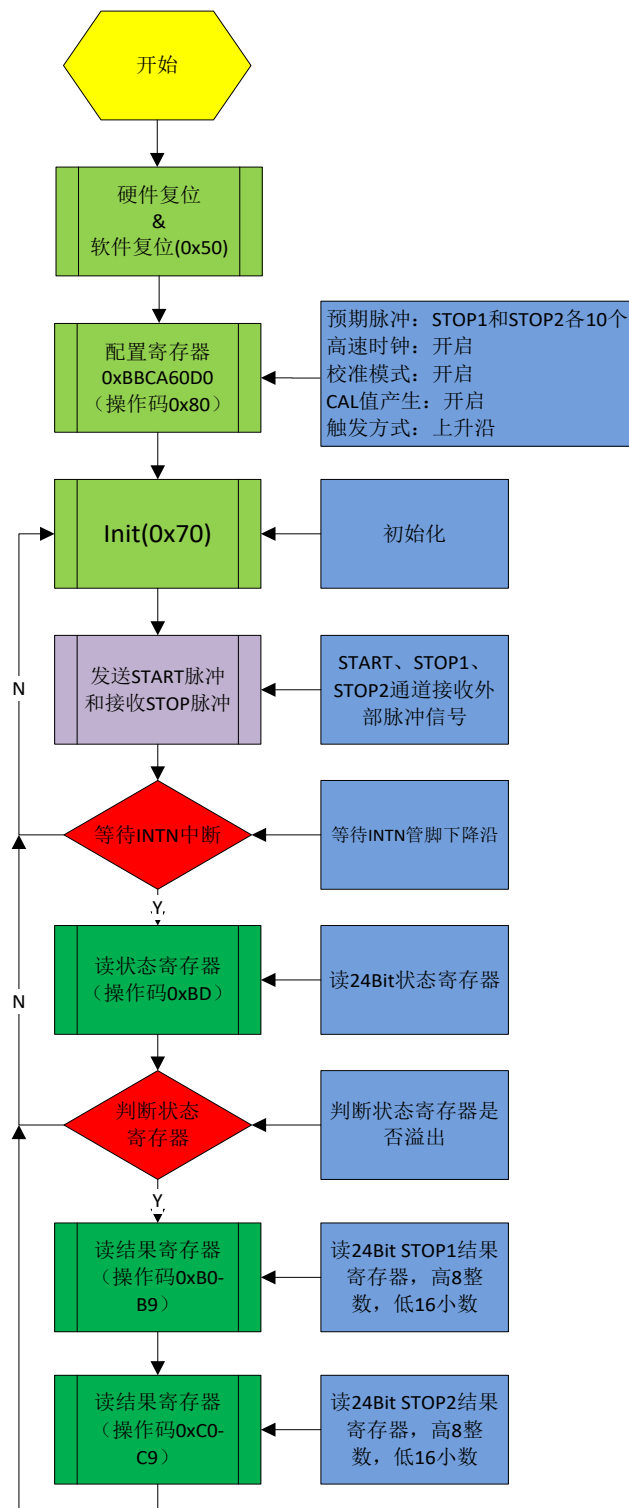 开始
硬件复位
&
软件复位(0x50)
配置寄存器
0xBBCA60D0
（操作码0x80）
预期脉冲：STOP1和STOP2各10个
高速时钟：开启
校准模式：开启
CAL值产生：开启
触发方式：上升沿
Init(0x70)
初始化
N
发送START脉冲
和接收STOP脉冲
START、STOP1、
STOP2通道接收外
部脉冲信号
等待INTN中断
等待INTN管脚下降沿
Y
读状态寄存器
（操作码0xBD）
读24Bit状态寄存器
N
判断状态
寄存器
判断状态寄存器是
否溢出
Y
读结果寄存器
（操作码0xB0-
B9）
读24Bit STOP1结果
寄存器，高8整
数，低16小数
读结果寄存器
（操作码0xC0-
C9）
读24Bit STOP2结果
寄存器，高8整
数，低16小数